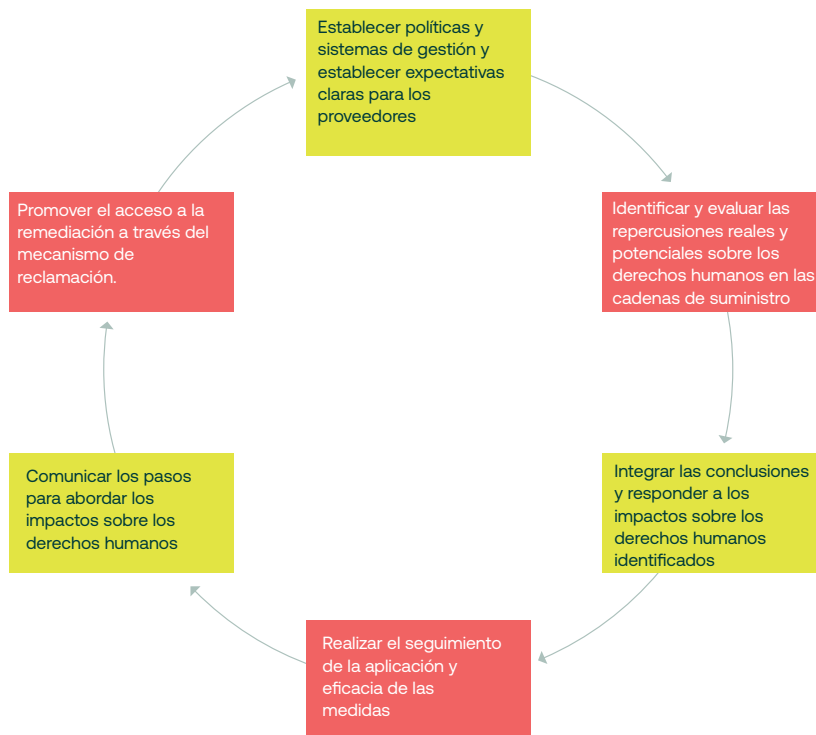 Establecer políticas y
sistemas de gestión y
establecer expectativas
claras para los
proveedores
Identificar y evaluar las
repercusiones reales y
potenciales sobre los
derechos humanos en las
cadenas de suministro
Integrar las conclusiones
y responder a los
impactos sobre los
derechos humanos
identificados
Realizar el seguimiento
de la aplicación y
eficacia de las
medidas
Comunicar los pasos
para abordar los
impactos sobre los
derechos humanos
Promover el acceso a la
remediación a través del
mecanismo de
reclamación.